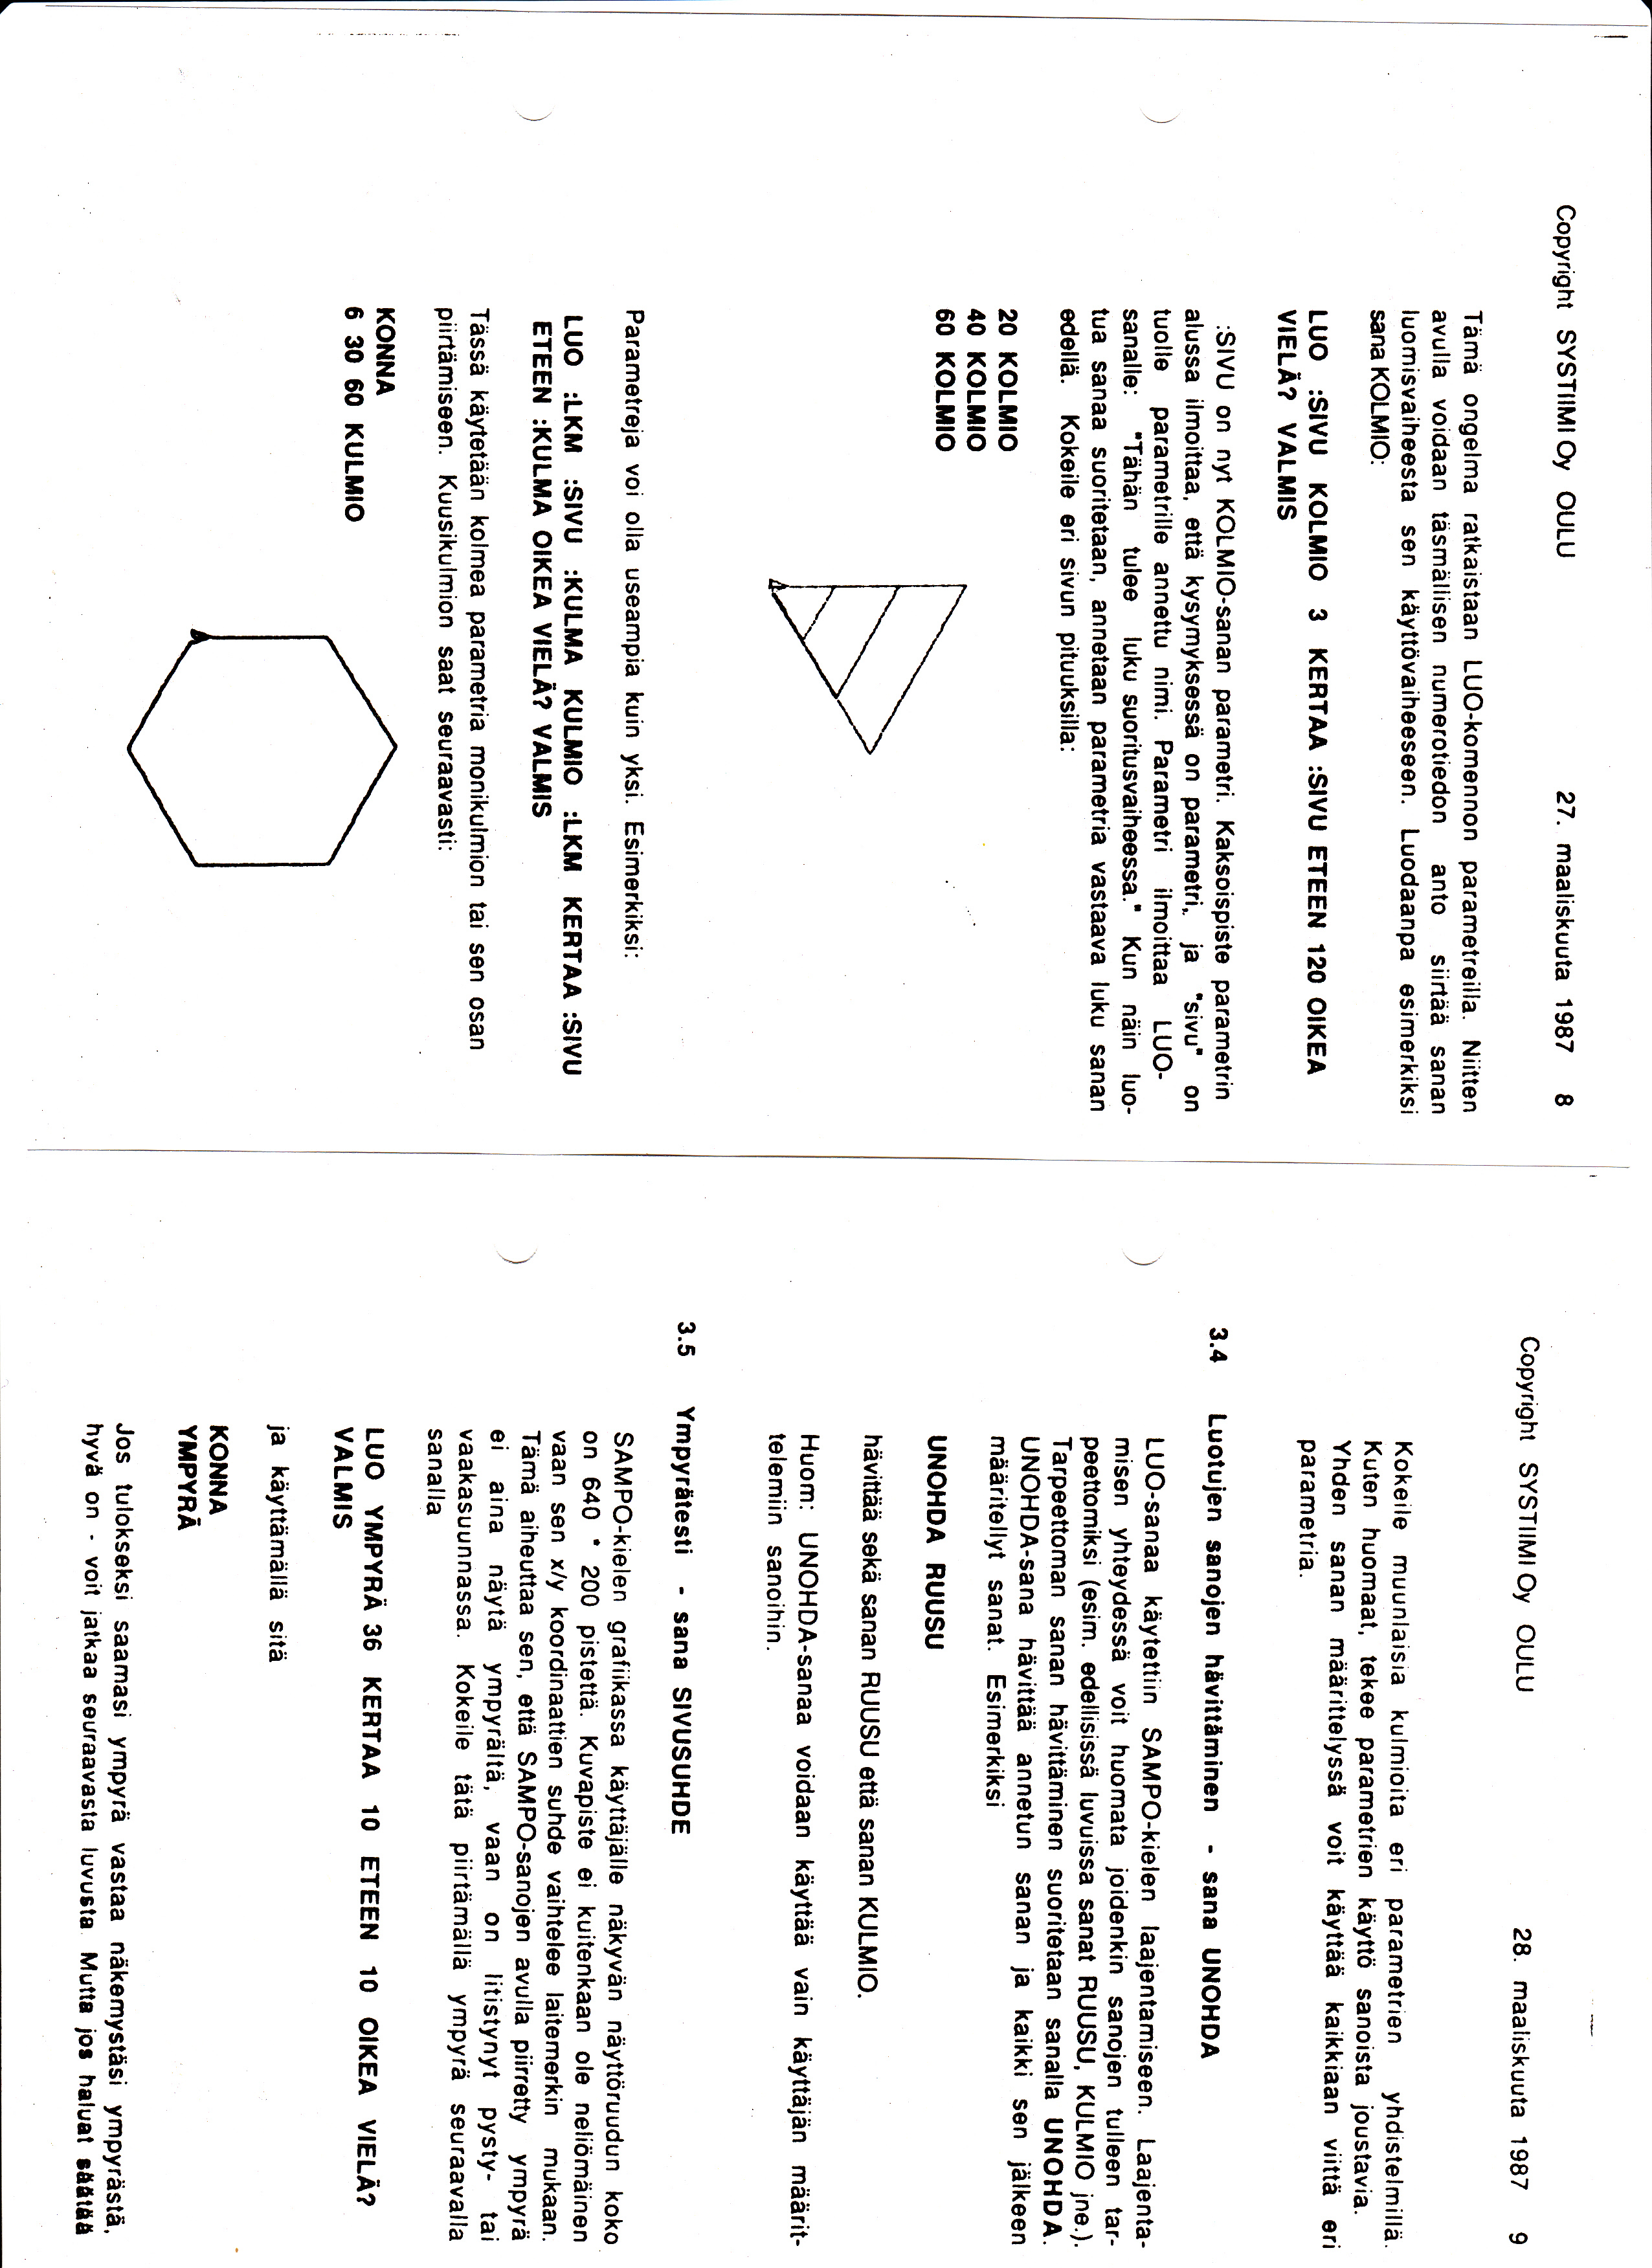 Copyright SYSTIIMI Oy OULU 27. maaliskuuta 1987 8
Tämä ongelma ratkaistaan LUO-komennon parametreilla. Niitten
avulla voidaan täsmällisen numerotiedon anto siirtää sanan
luomisvaiheesta sen käyttövaiheeseen. Luodaanpa esimerkiksi
sana KOLMIO:
LUO :SIVU KOLMIO 3 KERTAA :SIVU ETEEN 120 OIKEA
VIELÄ? VALMIS
:SIVU on nyt KOLMIO-sanan parametri. Kaksoispiste parametrin
alussa ilmoittaa, että kysymyksessä on parametri, ja "sivu" on
tuolle parametrille annettu nimi. Parametri ilmoittaa LUO-
sanalle: "Tähän tulee luku suoritusvaiheessa." Kun näin luo-
tua sanaa suoritetaan, annetaan parametria vastaava luku sanan
edellä. Kokeile eri sivun pituuksilla:
20 KOLMIO
40 KOLMIO
60 KOLMIO
Parametreja voi olla useampia kuin yksi. Esimerkiksi:
LUO :LKM :SIVU :KULMA KULMIO :LKM KERTAA :SIVU
ETEEN :KULMA OIKEA VIELÄ? VALMIS
Tässä käytetään kolmea parametria monikulmion tai sen osan
piirtämiseen. Kuusikulmion saat seuraavasti:
KONNA
6 30 60 KULMIO
Copyright SYSTIIMI Oy OULU 28. maaliskuuta 1987 9
Kokeile muunlaisia kulmioita eri parametrien yhdistelmillä.
Kuten huomaat, tekee parametrien käyttö sanoista joustavia.
Yhden sanan määrittelyssä voit käyttää kaikkiaan viittä eri
parametria.
3.4 Luotujen sanojen hävittäminen - sana UNOHDA
LUO-sanaa käytettiin SAMPO-kielen laajentamiseen. Laajenta-
misen yhteydessä voit huomata joidenkin sanojen tulleen tar-
peettomiksi (esim. edellisissä luvuissa sanat RUUSU, KULMIO jne.).
Tarpeettoman sanan hävittäminen suoritetaan sanalla UNOHDA.
UNOHDA-sana hävittää annetun sanan ja kaikki sen jälkeen
määritellyt sanat. Esimerkiksi
UNOHDA RUUSU
hävittää sekä sanan RUUSU että sanan KULMIO.
Huom: UNOHDA-sanaa voidaan käyttää vain käyttäjän määrit-
telemiin sanoihin.
3.5 Ympyrätesti - sana SIVUSUHDE
SAMPO-kielen grafiikassa käyttäjälle näkyvän näyttöruudun koko
on 640 * 200 pistettä. Kuvapiste ei kuitenkaan ole neliömäinen
vaan sen x/y koordinaattien suhde vaihtelee laitemerkin mukaan.
Tämä aiheuttaa sen, että SAMPO-sanojen avulla piirretty ympyrä
ei aina näytä ympyrältä, vaan on litistynyt pysty- tai
vaakasuunnassa. Kokeile tätä piirtämällä ympyrä seuraavalla
sanalla
LUO YMPYRÄ 36 KERTAA 10 ETEEN 10 OIKEA VIELÄ?
VALMIS
ja käyttämällä sitä
KONNA
YMPYRÄ
Jos tulokseksi saamasi ympyrä vastaa näkemystäsi ympyrästä,
hyvä on - voit jatkaa seuraavasta luvusta. Mutta jos haluat säätää